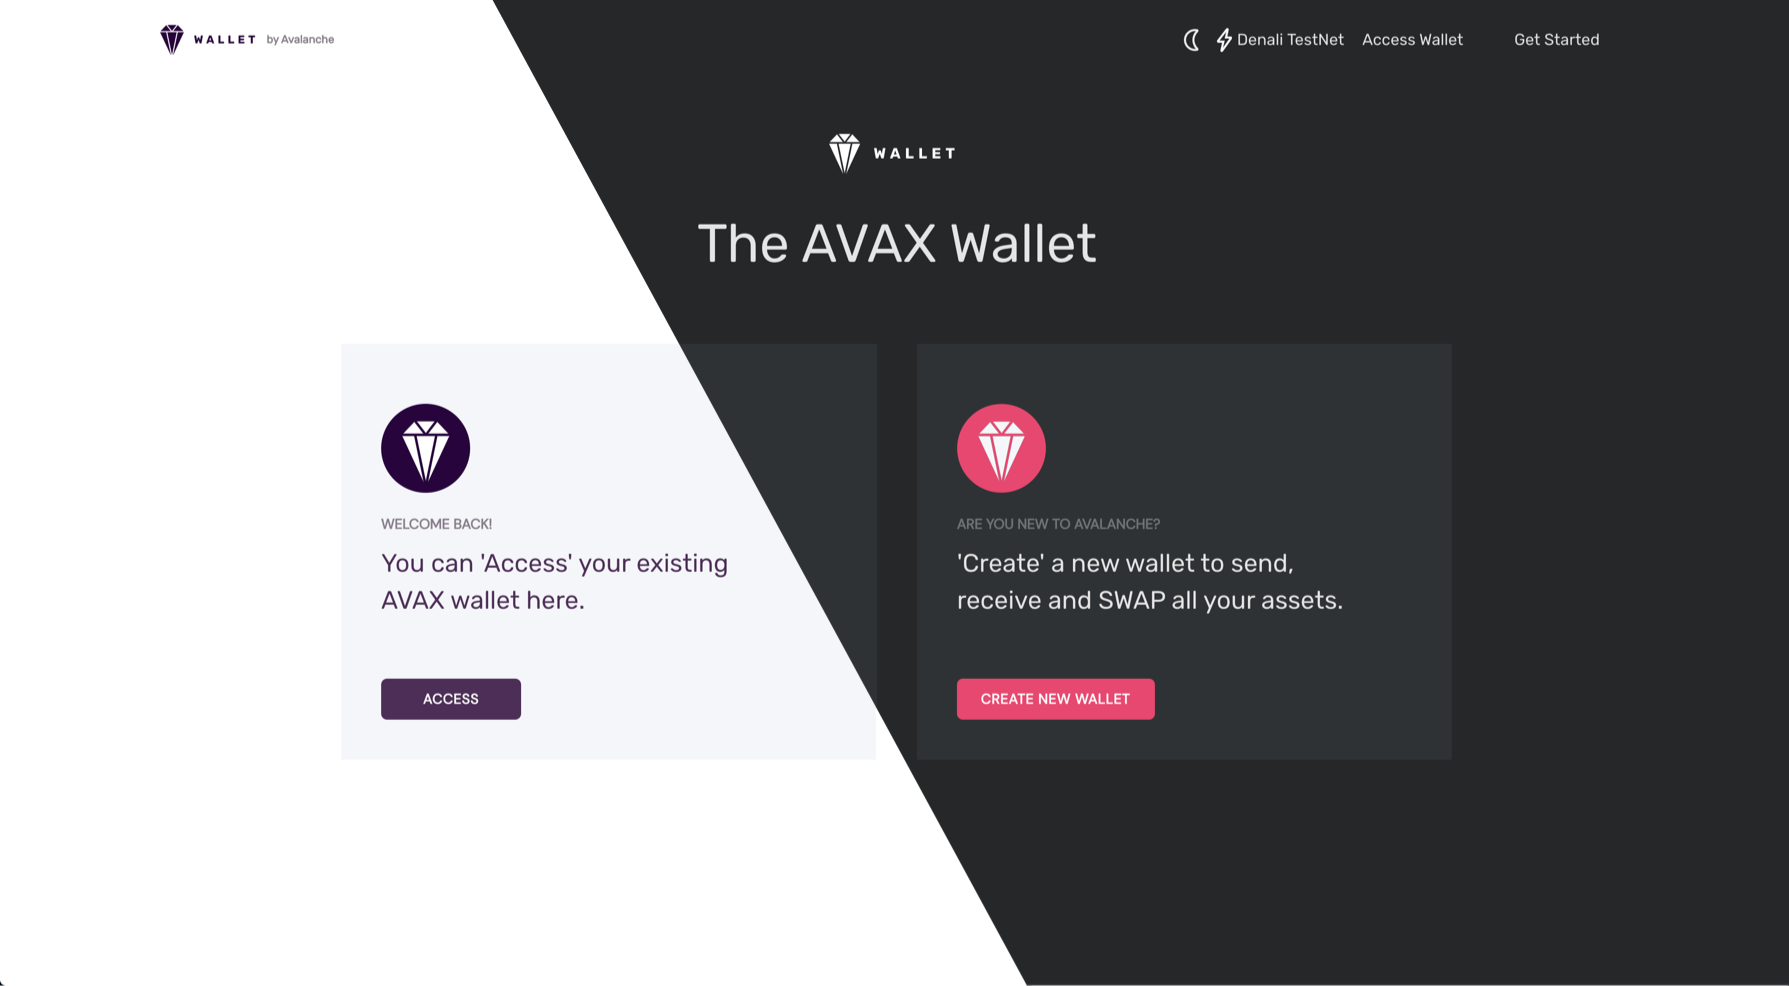 WALLET by Avalanche
Denali TestNet Access Wallet Get Started
WALLET
The AVAX Wallet
WELCOME BACK!
You can 'Access' your existing
AVAX wallet here.
ACCESS
ARE YOU NEW TO AVALANCHE?
'Create' a new wallet to send,
receive and SWAP all your assets.
CREATE NEW WALLET